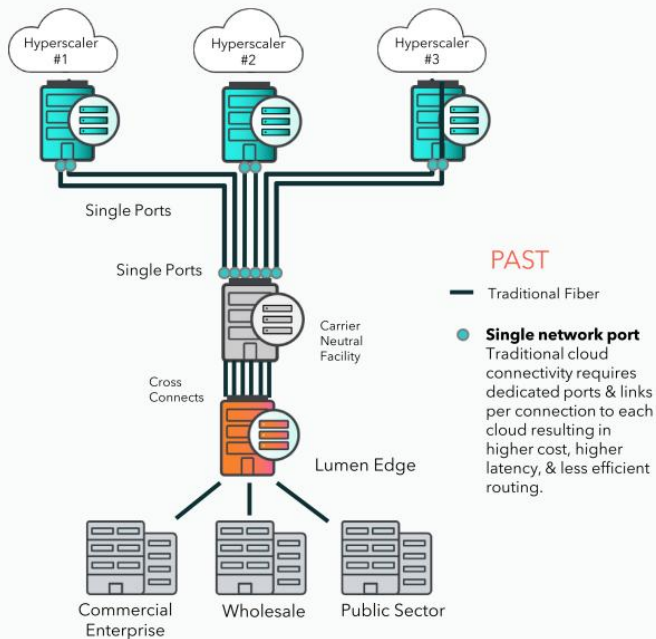 Hyperscaler
#1
Hyperscaler
#2
Hyperscaler
#3
Single Ports
Single Ports
PAST
Traditional Fiber
Carrier
Neutral
Facility
Single network port
Traditional cloud
connectivity requires
dedicated ports & links
per connection to each
cloud resulting in
higher cost, higher
latency, & less efficient
routing.
Cross
Connects
Lumen Edge
Commercial
Enterprise
Wholesale
Public Sector